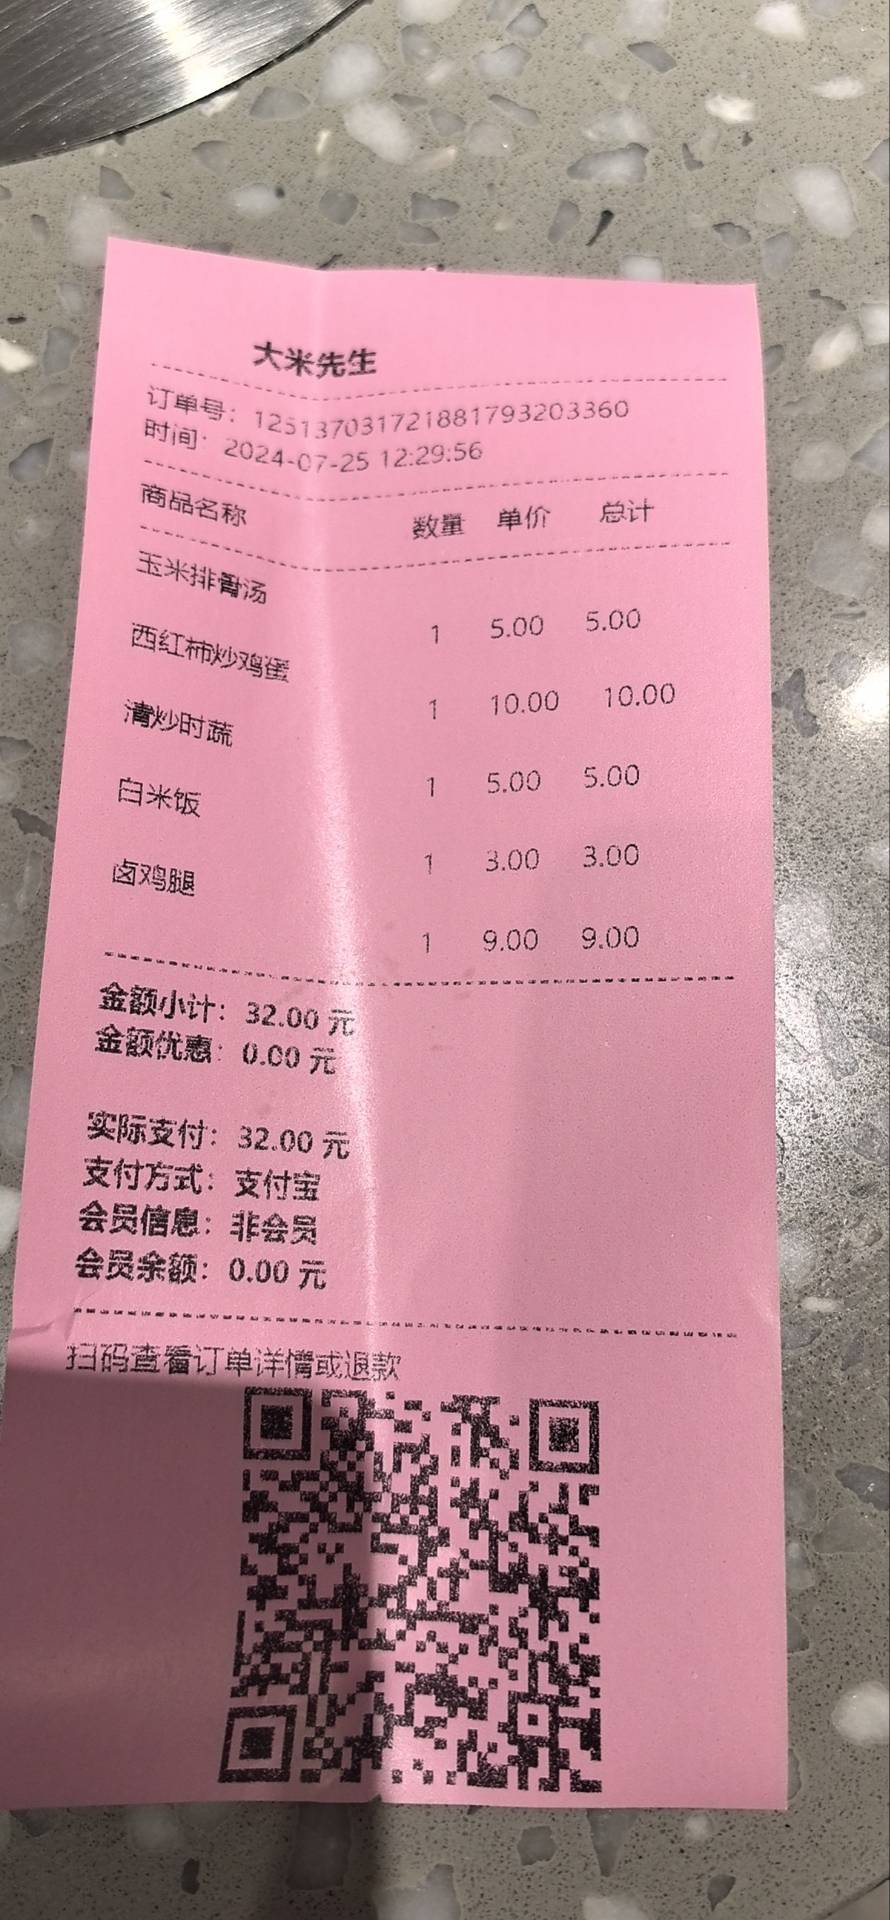 大米先生
订单号：1251370317218817932033​60
时间：2024-07-25 12:29:56
商品名称 数量 单价 总计
玉米排骨汤
1 5.00 5.00
西红柿炒鸡蛋
1 10.00 10.00
清炒时蔬
1 5.00 5.00
白米饭
1 3.00 3.00
卤鸡腿
1 9.00 9.00
金额小计：32.00 元
金额优惠：0.00 元
实际支付：32.00 元
支付方式：支付宝
会员信息：非会员
会员余额：0.00 元
扫码查看订单详情或退款